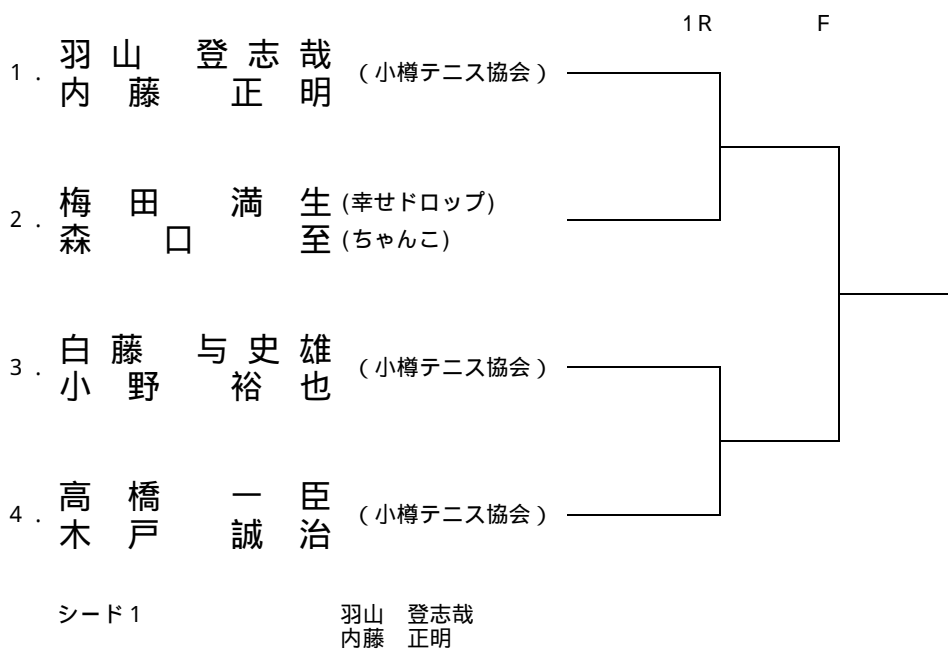 1R F
1. 羽山 登志哉 (小樽テニス協会)
内藤 正明
2. 梅田 満生 (幸せドロップ)
森口 至 (ちゃんこ)
3. 白藤 与史雄 (小樽テニス協会)
小野 裕也
4. 高橋 一臣 (小樽テニス協会)
木戸 誠治
シード1 羽山 登志哉
内藤 正明